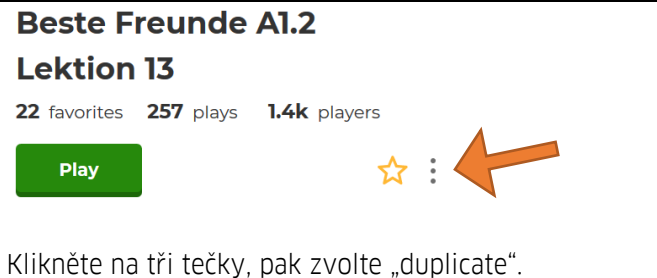 Beste Freunde A1.2
Lektion 13
22 favorites 257 plays 1.4k players
Play
Klikněte na tři tečky, pak zvolte „duplicate“.